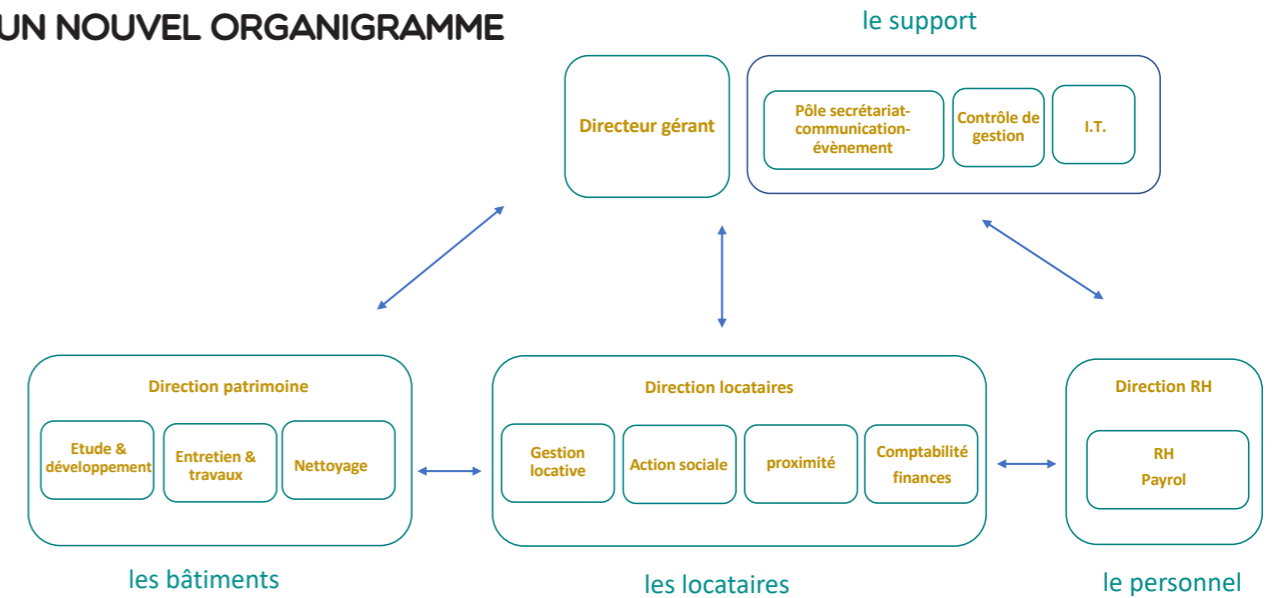 UN NOUVEL ORGANIGRAMME
le support
Directeur gérant
Pôle secrétariat-
communication-
évènement
Contrôle de
gestion
I.T.
Direction patrimoine
Etude &
développement
Entretien &
travaux
Nettoyage
Direction locataires
Gestion
locative
Action sociale
proximité
Comptabilité
finances
Direction RH
RH
Payrol
les bâtiments
les locataires
le personnel